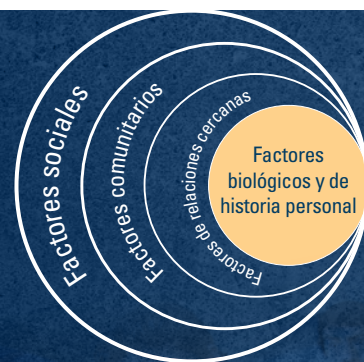 Factores sociales
Factores comunitarios
Factores de relaciones cercanas
Factores
biológicos y de
historia personal